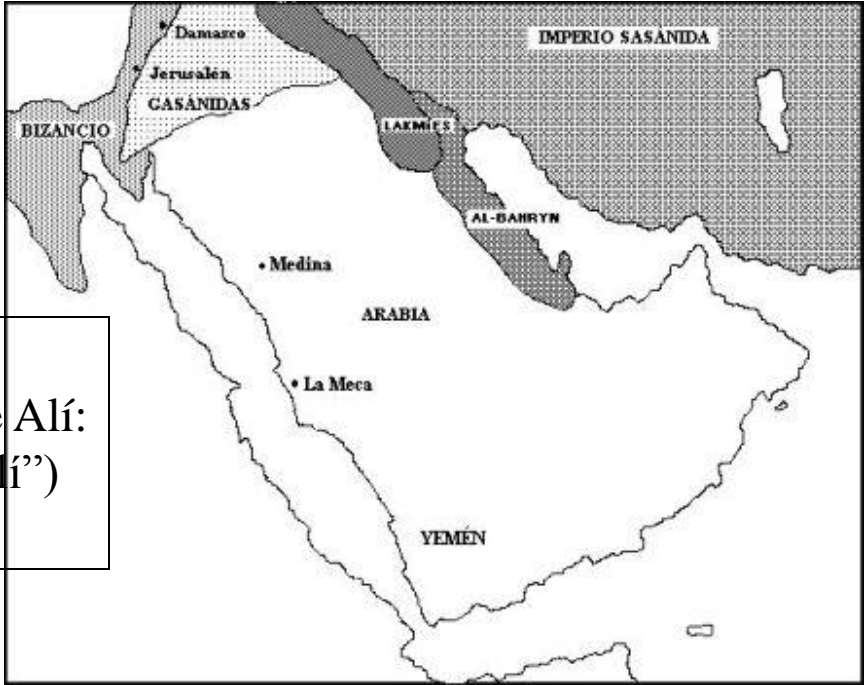 Damasco
IMPERIO SASÁNIDA
Jerusalén
GASÁNIDAS
BIZANCIO
LAKMÍES
AL-BAHRYN
Medina
ARABIA
La Meca
Alí:
”)
YEMÉN